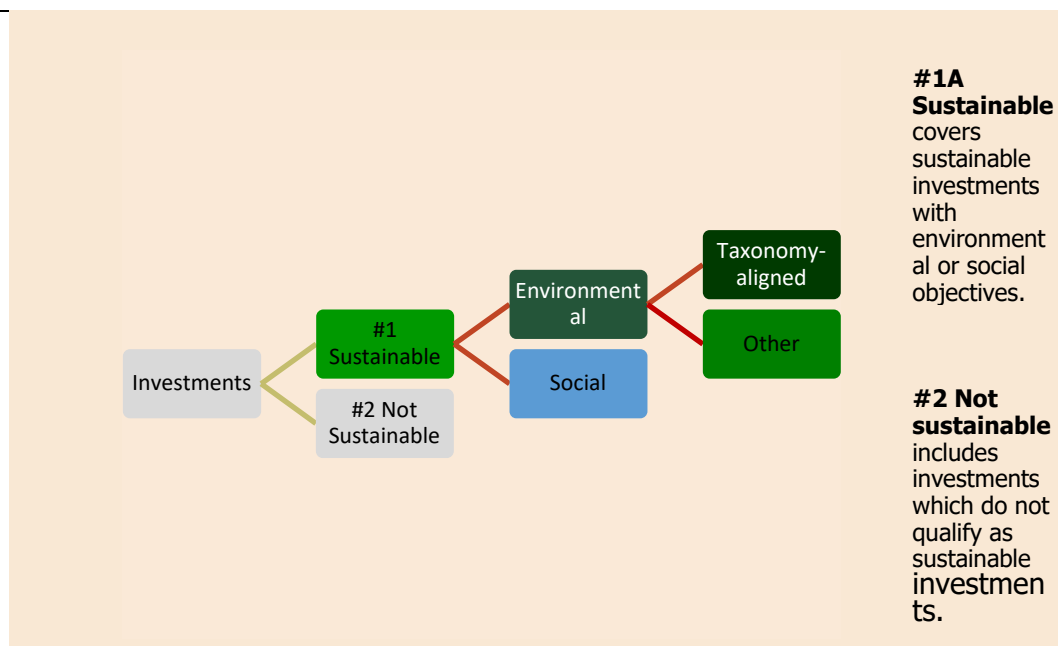 Investments
#1
Sustainable
#2 Not
Sustainable
Environment
al
Social
Taxonomy-
aligned
Other
#1A
Sustainable
covers
sustainable
investments
with
environment
al or social
objectives.
#2 Not
sustainable
includes
investments
which do not
qualify as
sustainable
investmen
ts.